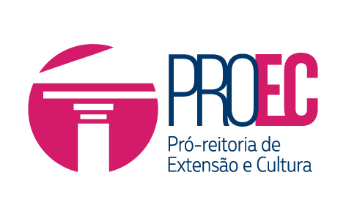 PROEC
Pró-reitoria de
Extensão e Cultura